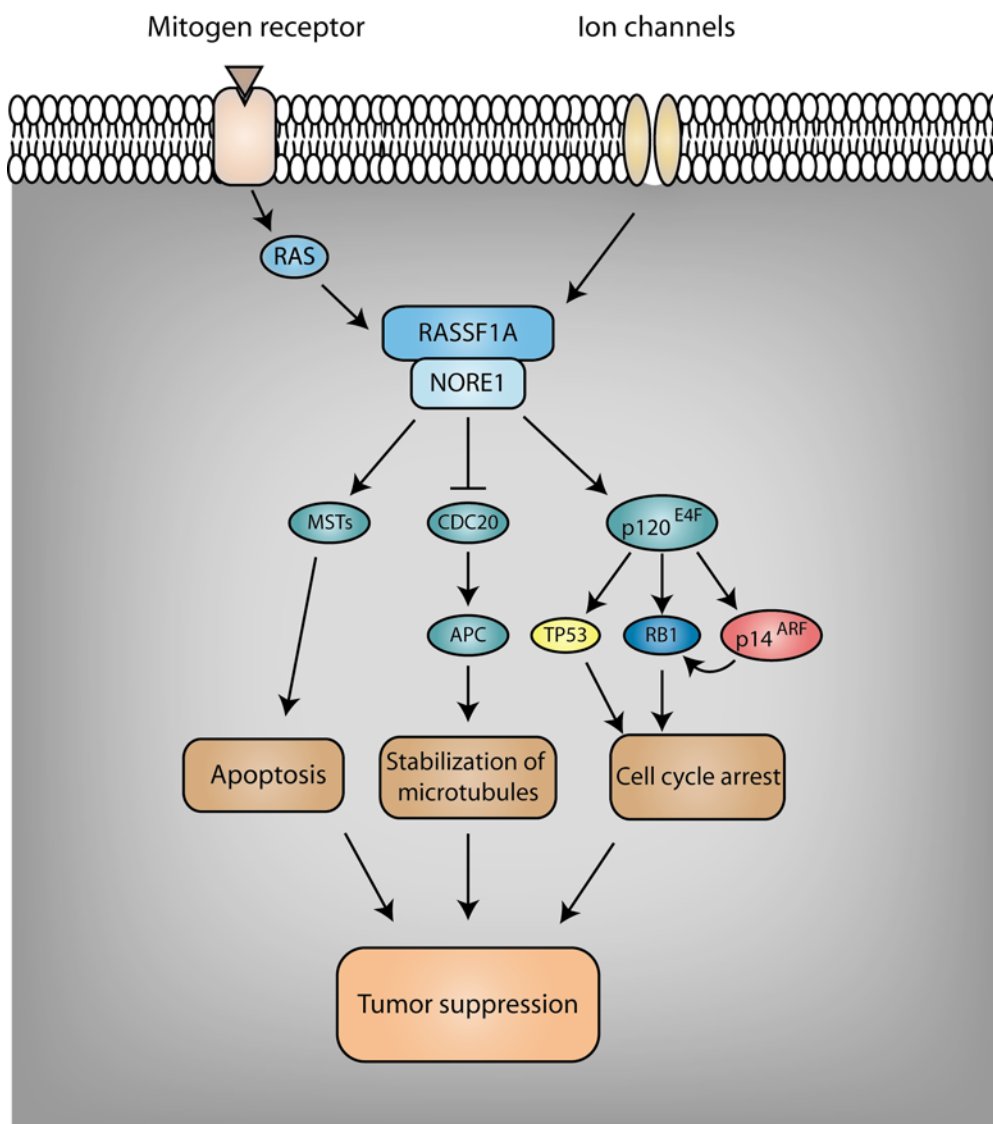 Mitogen receptor
Ion channels
RAS
RASSF1A
NORE1
MSTs
CDC20
p120 E4F
APC
TP53
RB1
p14 ARF
Apoptosis
Stabilization of
microtubules
Cell cycle arrest
Tumor suppression